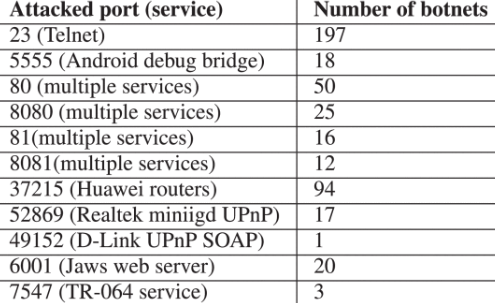 Attacked port (service) Number of botnets
23 (Telnet) 197
5555 (Android debug bridge) 18
80 (multiple services) 50
8080 (multiple services) 25
81(multiple services) 16
8081(multiple services) 12
37215 (Huawei routers) 94
52869 (Realtek miniigd UPnP) 17
49152 (D-Link UPnP SOAP) 1
6001 (Jaws web server) 20
7547 (TR-064 service) 3